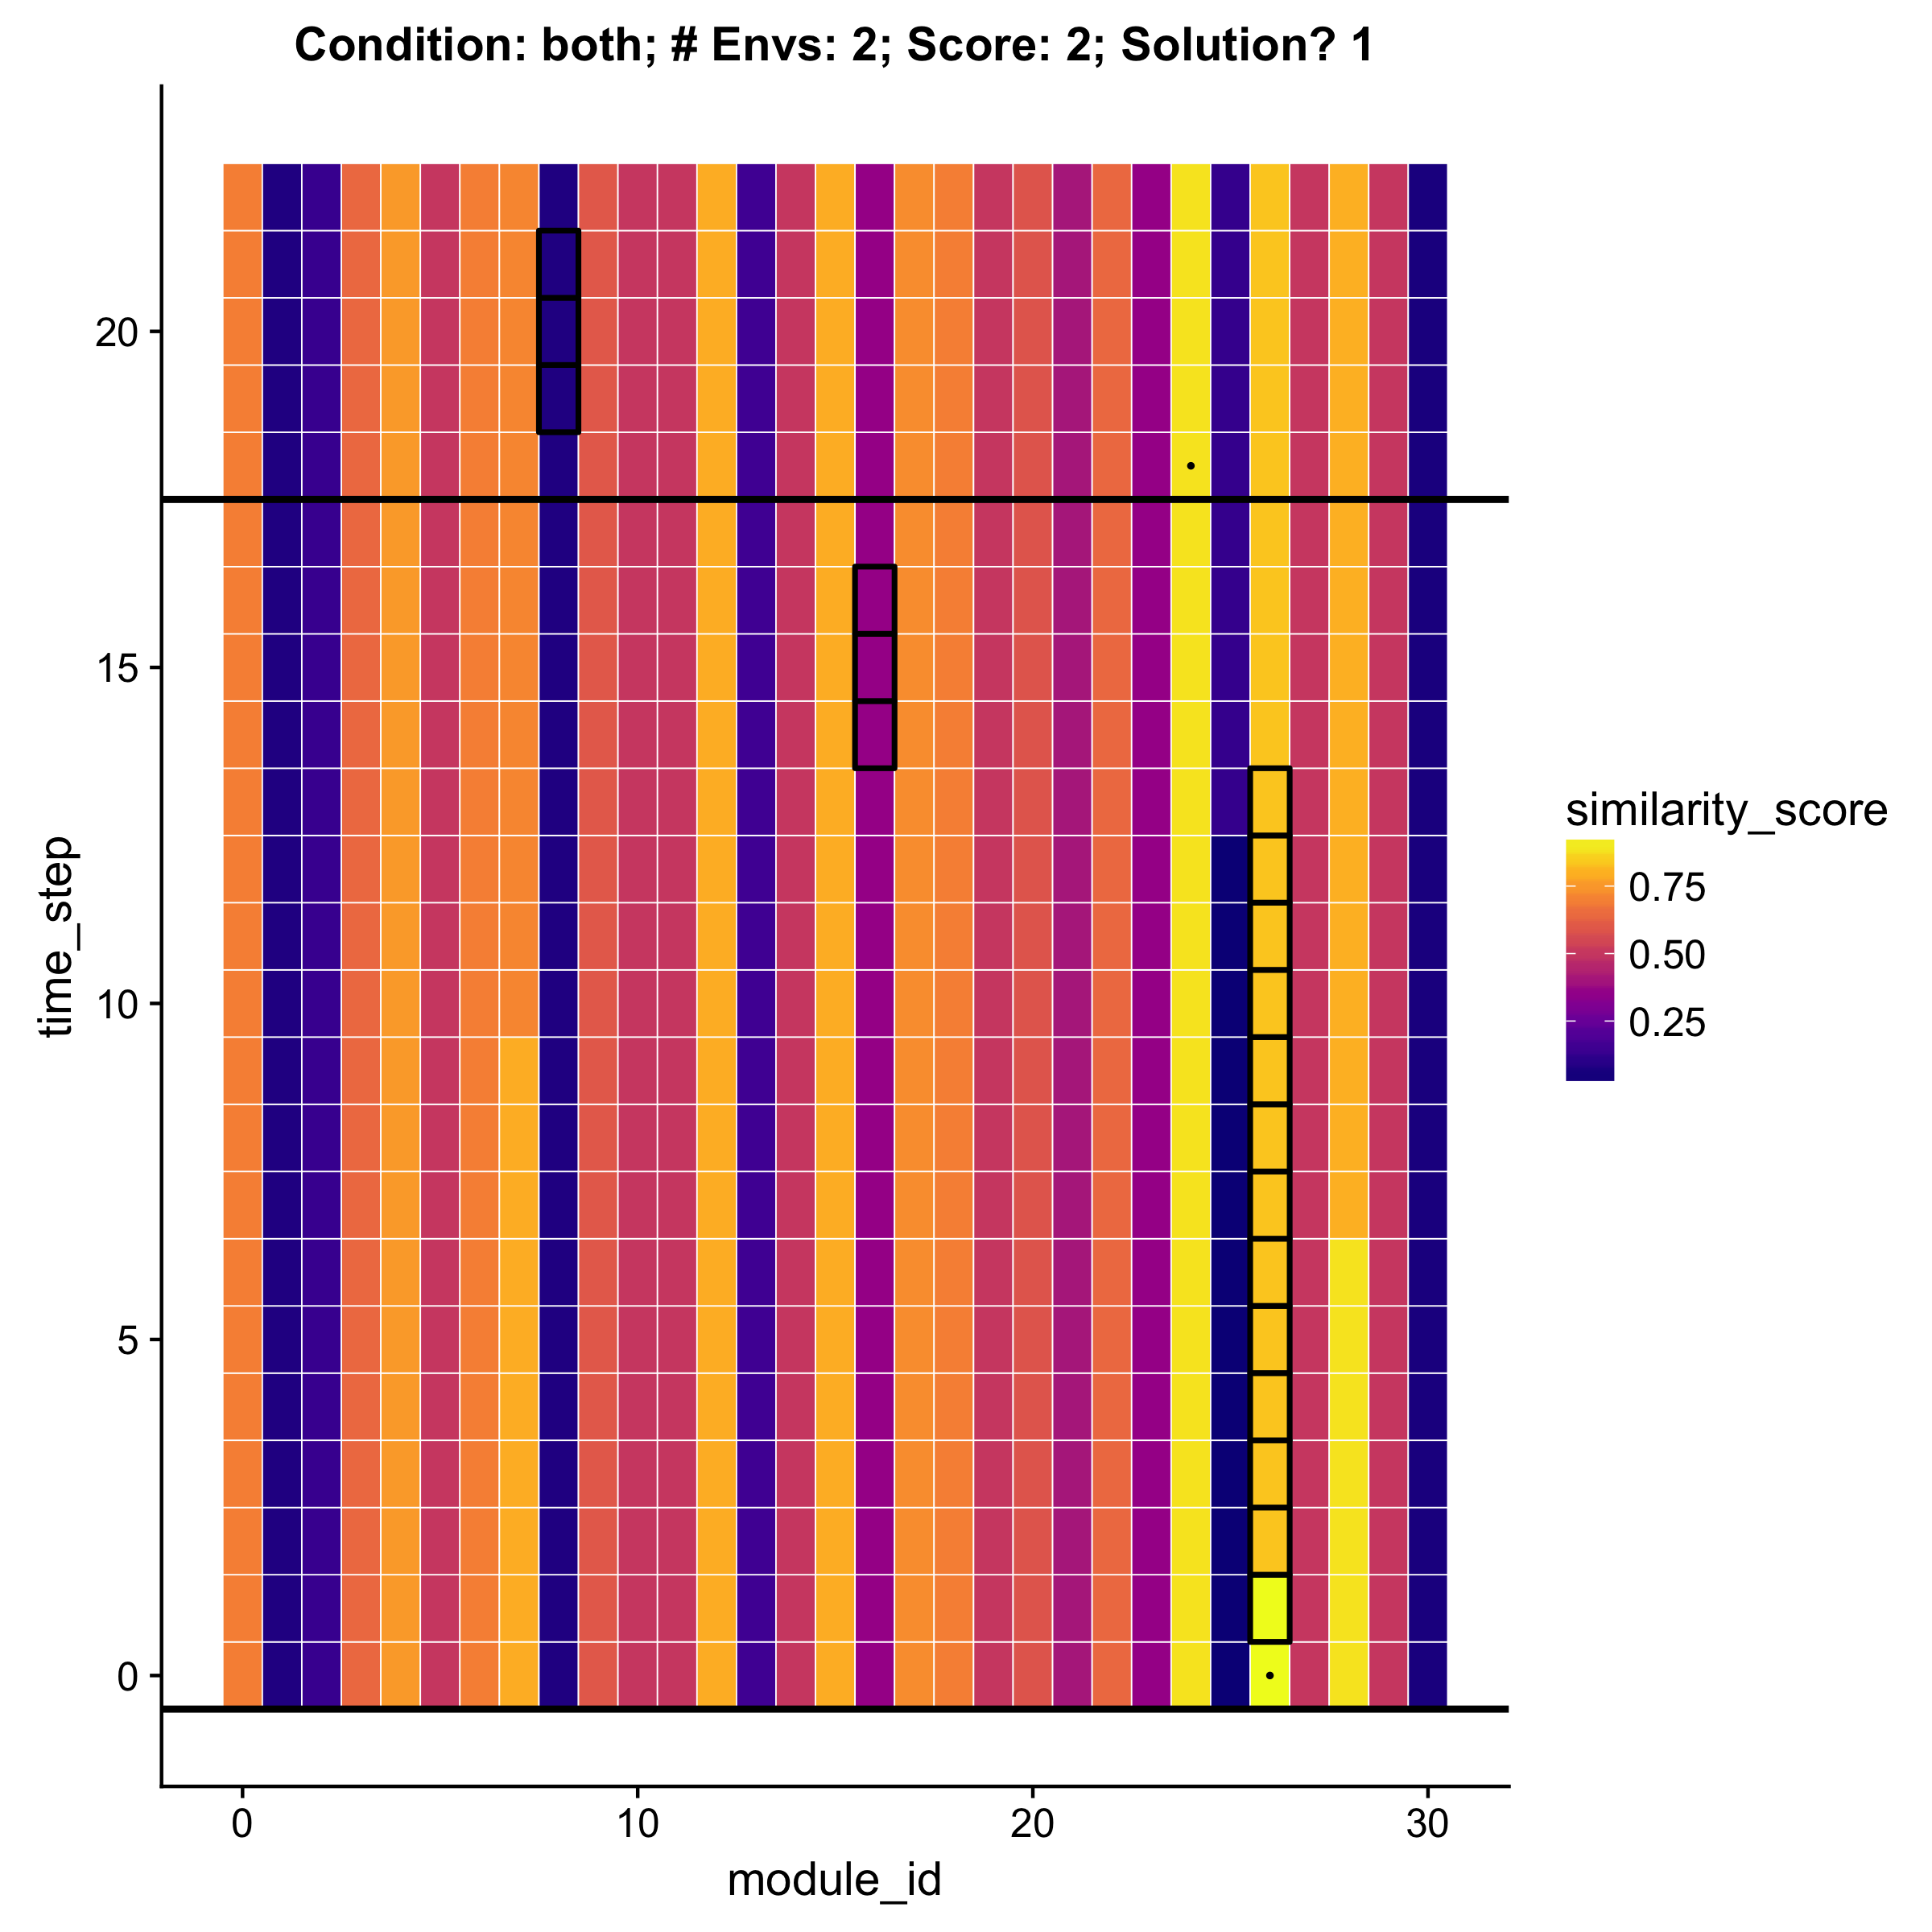 Condition: both; # Envs: 2; Score: 2; Solution? 1
20
15
10
5
0
time_step
0 10 20 30
module_id
similarity_score
0.75
0.50
0.25